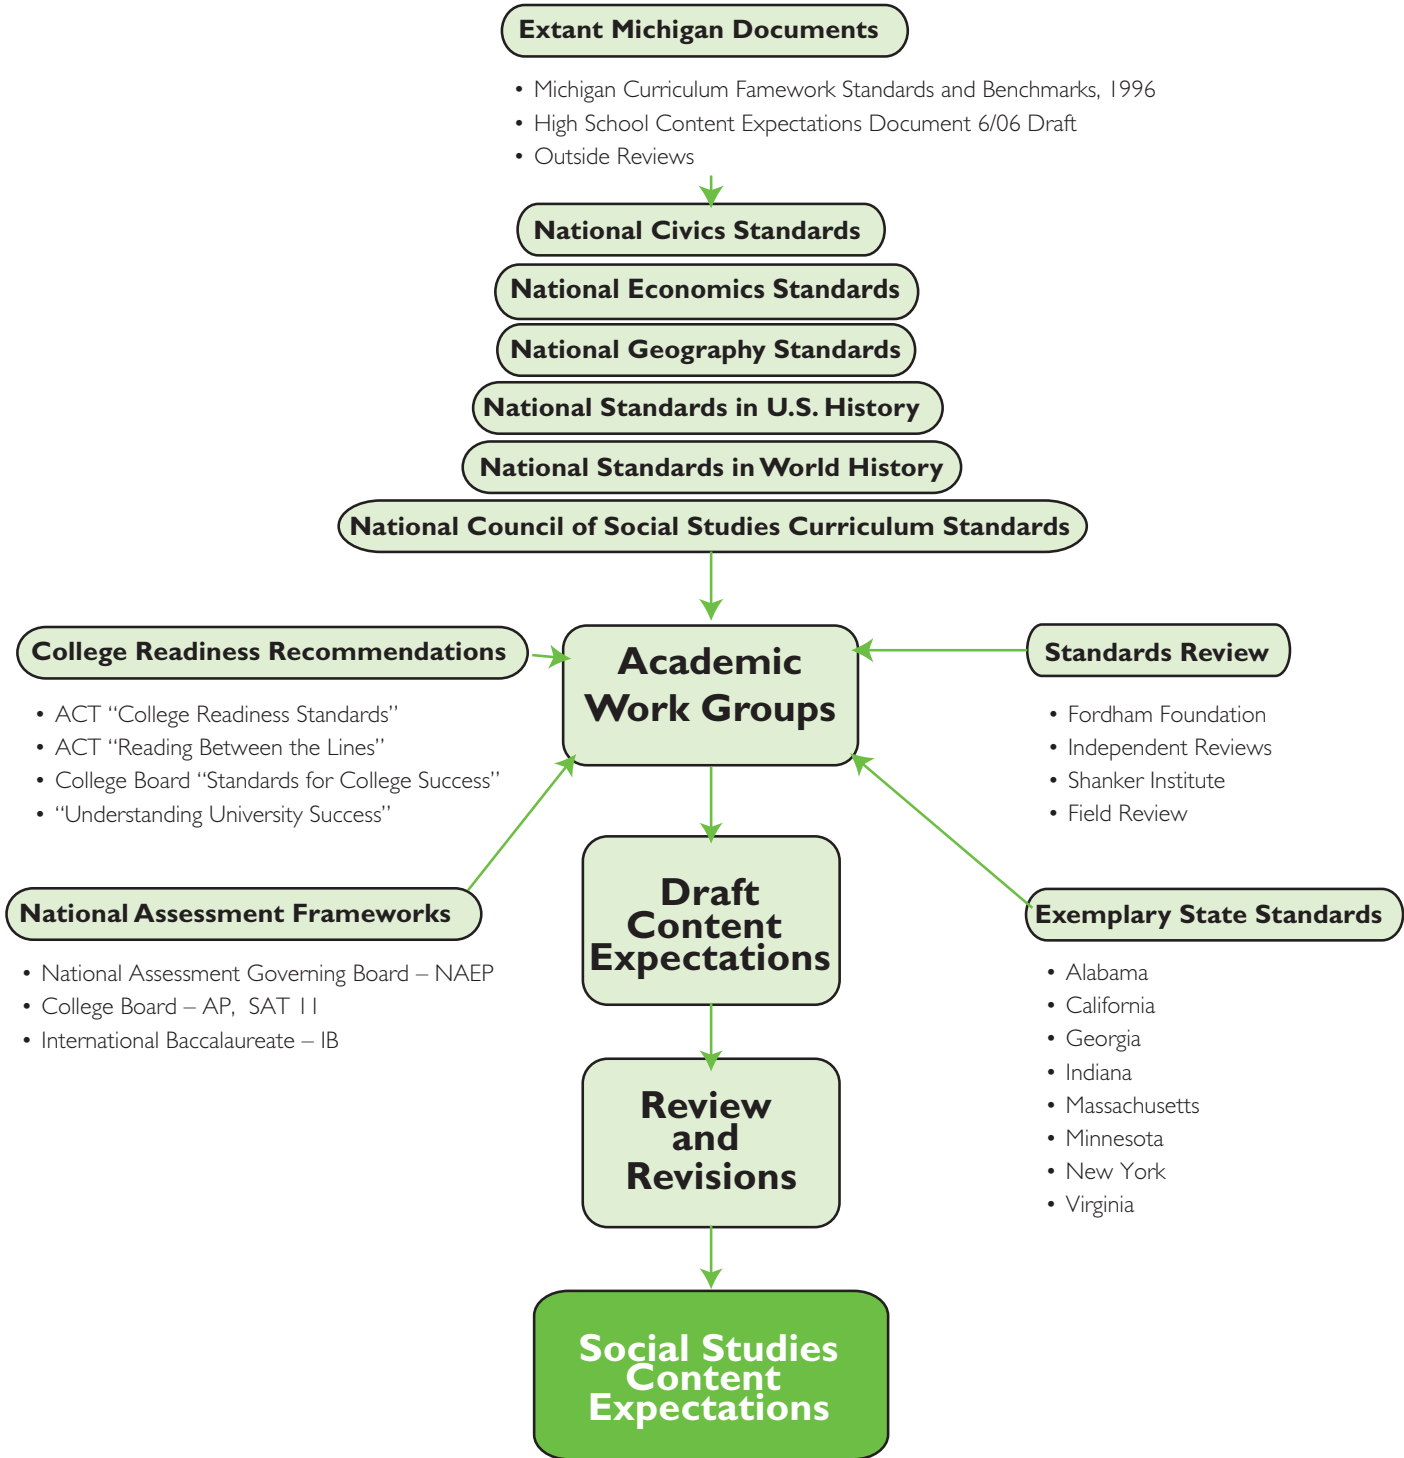 Extant Michigan Documents
• Michigan Curriculum Famework Standards and Benchmarks, 1996
• High School Content Expectations Document 6/06 Draft
• Outside Reviews
National Civics Standards
National Economics Standards
National Geography Standards
National Standards in U.S. History
National Standards in World History
National Council of Social Studies Curriculum Standards
College Readiness Recommendations
• ACT “College Readiness Standards”
• ACT “Reading Between the Lines”
• College Board “Standards for College Success”
• “Understanding University Success”
Academic
Work Groups
Standards Review
• Fordham Foundation
• Independent Reviews
• Shanker Institute
• Field Review
National Assessment Frameworks
• National Assessment Governing Board – NAEP
• College Board – AP, SAT 11
• International Baccalaureate – IB
Draft
Content
Expectations
Exemplary State Standards
• Alabama
• California
• Georgia
• Indiana
• Massachusetts
• Minnesota
• New York
• Virginia
Review
and
Revisions
Social Studies
Content
Expectations